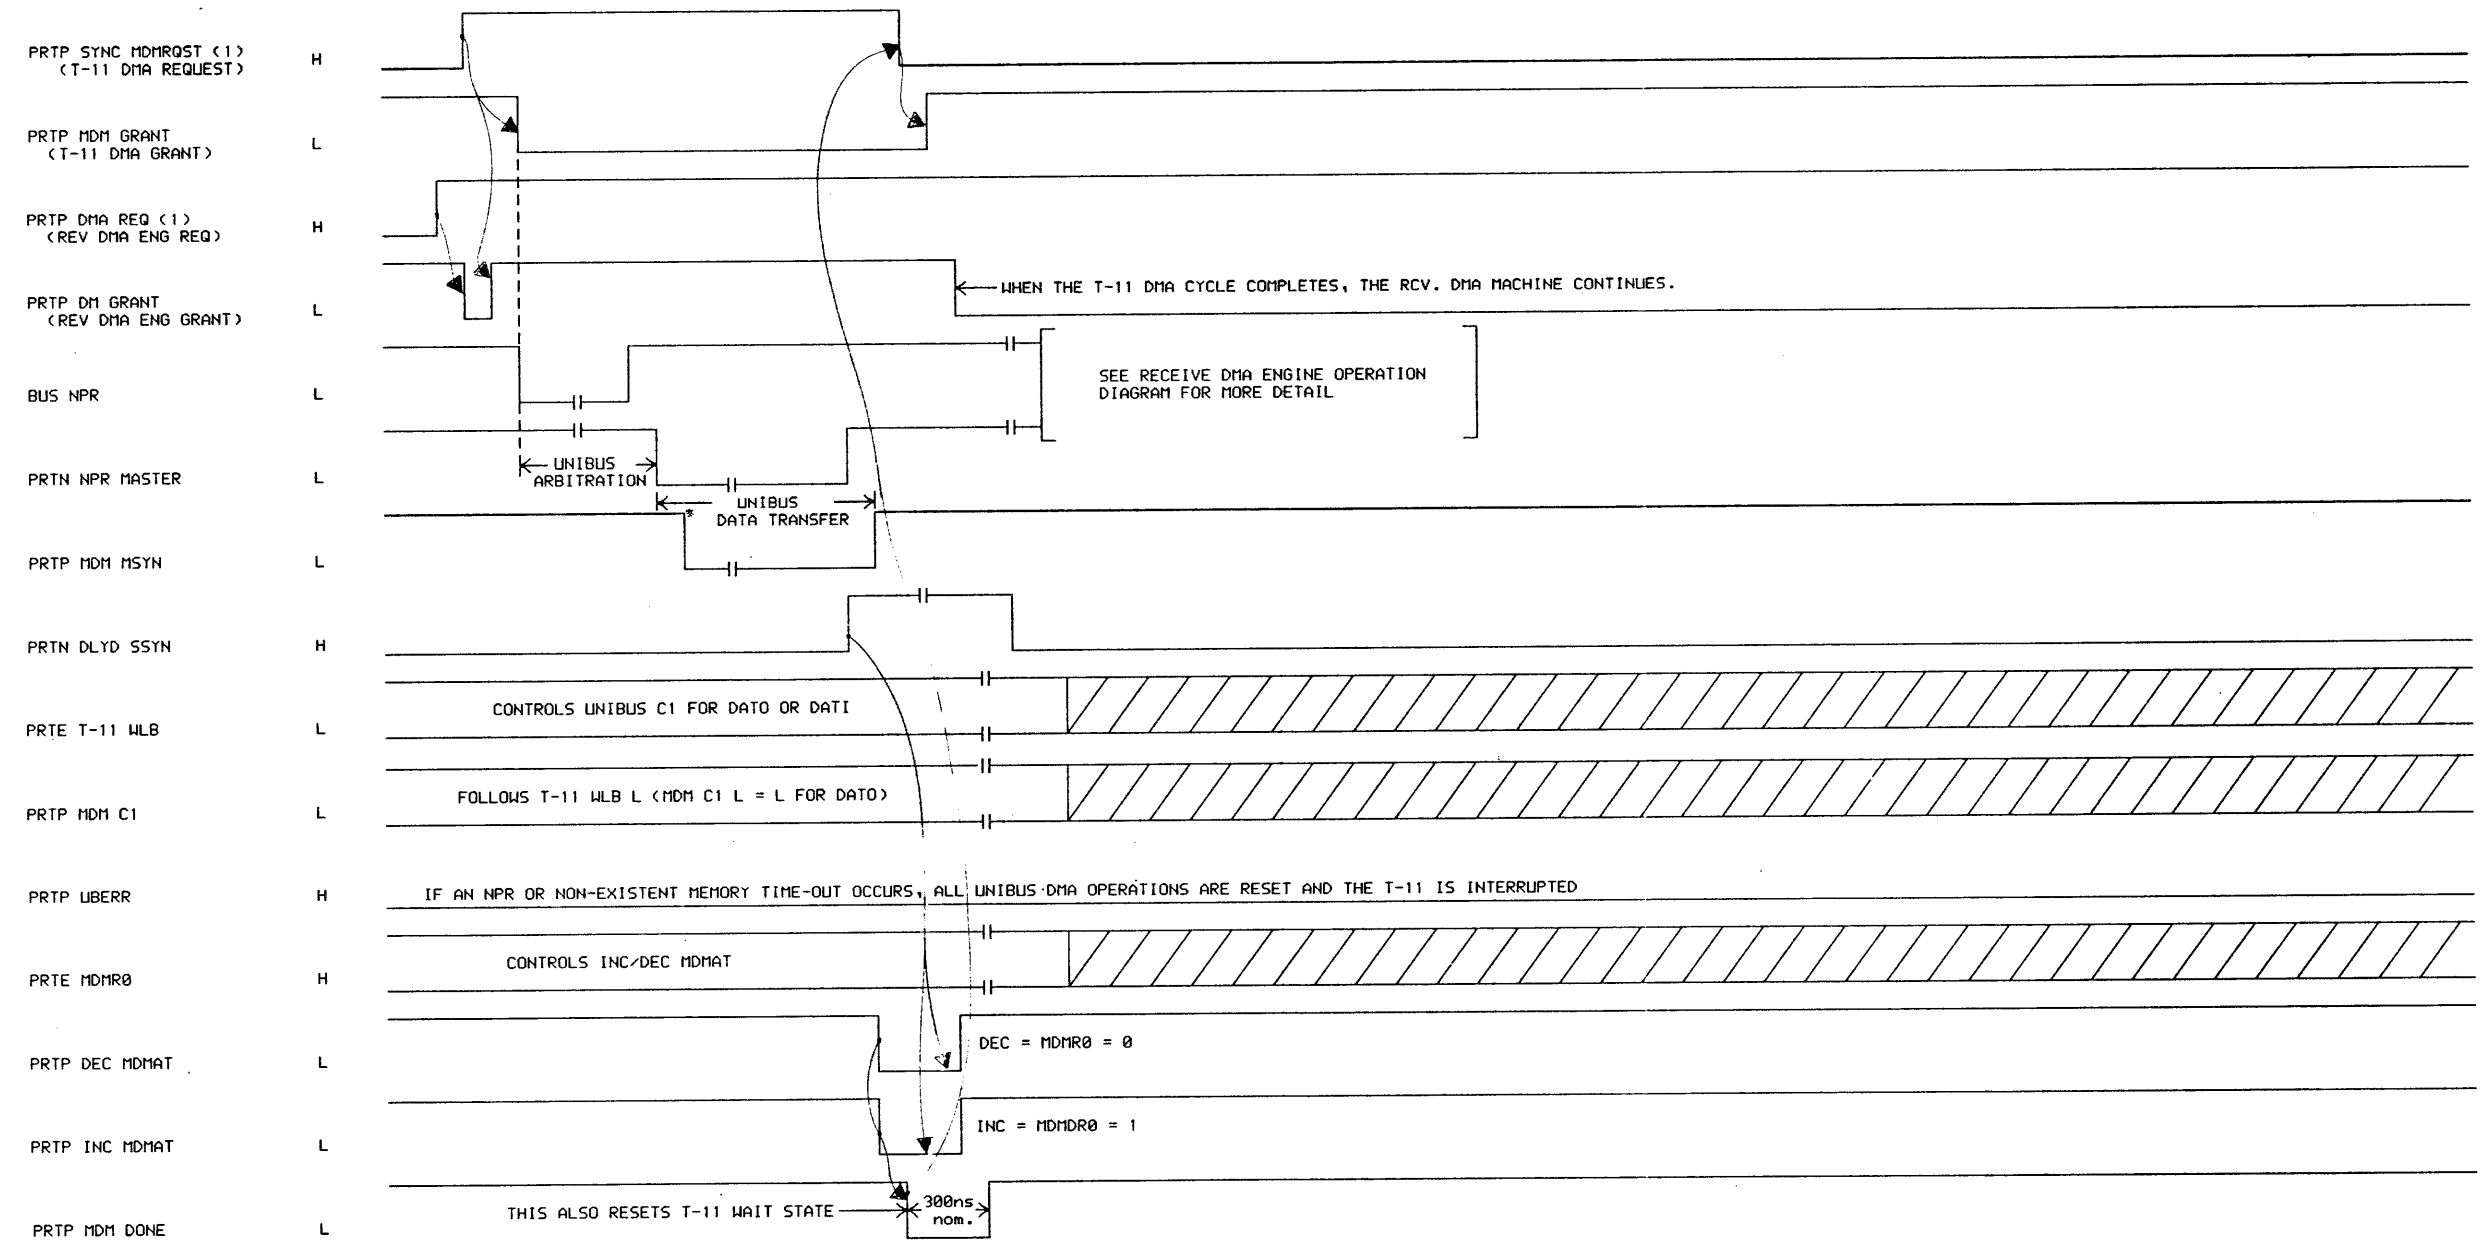 PRTP SYNC MDMRQST (1) H
(T-11 DMA REQUEST)
PRTP MDM GRANT L
(T-11 DMA GRANT)
PRTP DMA REQ (1) H
(REV DMA ENG REQ)
PRTP DM GRANT L
(REV DMA ENG GRANT)
WHEN THE T-11 DMA CYCLE COMPLETES, THE RCV. DMA MACHINE CONTINUES.
BUS NPR L
SEE RECEIVE DMA ENGINE OPERATION
DIAGRAM FOR MORE DETAIL
PRTN NPR MASTER L
UNIBUS
ARBITRATION
UNIBUS
DATA TRANSFER
*
PRTP MDM MSYN L
PRTN DLYD SSYN H
CONTROLS UNIBUS C1 FOR DATO OR DATI
PRTE T-11 WLB L
FOLLOWS T-11 WLB L (MDM C1 L = L FOR DATO)
PRTP MDM C1 L
PRTP UBERR H
IF AN NPR OR NON-EXISTENT MEMORY TIME-OUT OCCURS, ALL UNIBUS DMA OPERATIONS ARE RESET AND THE T-11 IS INTERRUPTED
CONTROLS INC/DEC MDMAT
PRTE MDMR0 H
DEC = MDMR0 = 0
PRTP DEC MDMAT L
INC = MDMDR0 = 1
PRTP INC MDMAT L
THIS ALSO RESETS T-11 WAIT STATE
300ns
nom.
PRTP MDM DONE L